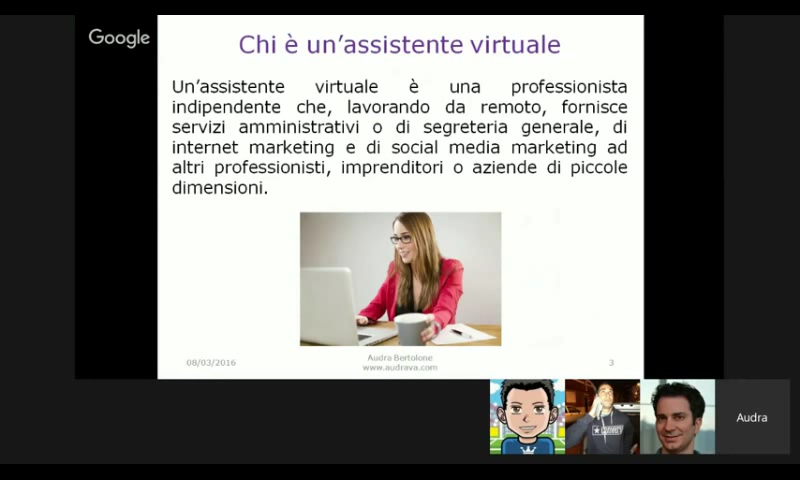 Google
Chi è un’assistente virtuale
Un’assistente virtuale è una professionista
indipendente che, lavorando da remoto, fornisce
servizi amministrativi o di segreteria generale, di
internet marketing e di social media marketing ad
altri professionisti, imprenditori o aziende di piccole
dimensioni.
08/03/2016
Audra Bertolone
www.audrava.com
3
Audra